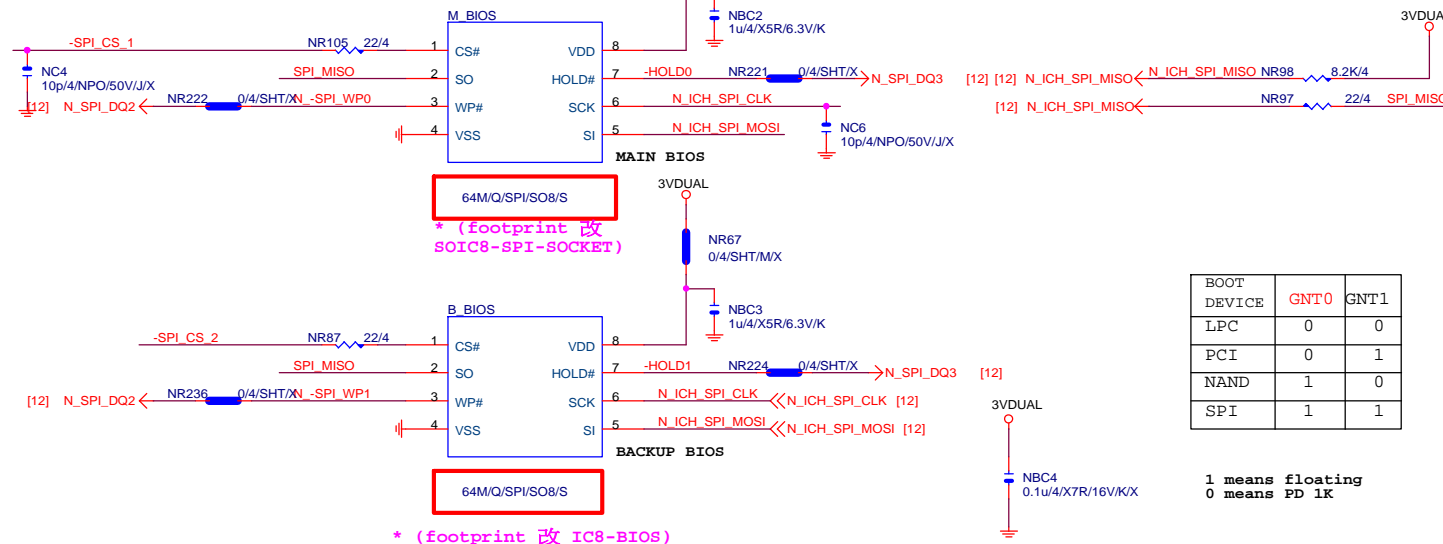 M_BIOS
NBC2
1u/4/X5R/6.3V/K
-SPI_CS_1
NR105 22/4
1 CS# VDD 8
NC4
10p/4/NPO/50V/J/X
SPI_MISO
2 SO HOLD# 7
-HOLD0 NR221 0/4/SHT/X N_SPI_DQ3 [12]
[12] N_SPI_DQ2 NR222 0/4/SHT/X N_-SPI_WP0
3 WP# SCK 6
N_ICH_SPI_CLK
4 VSS SI 5
N_ICH_SPI_MOSI
NC6
10p/4/NPO/50V/J/X
MAIN BIOS
64M/Q/SPI/SO8/S
* (footprint 改
SOIC8-SPI-SOCKET)
3VDUA
[12] N_ICH_SPI_MISO N_ICH_SPI_MISO NR98 8.2K/4
[12] N_ICH_SPI_MISO NR97 22/4 SPI_MISO
3VDUAL
NR67
0/4/SHT/M/X
NBC3
1u/4/X5R/6.3V/K
B_BIOS
-SPI_CS_2 NR87 22/4
1 CS# VDD 8
SPI_MISO
2 SO HOLD# 7
-HOLD1 NR224 0/4/SHT/X N_SPI_DQ3 [12]
[12] N_SPI_DQ2 NR236 0/4/SHT/X N_-SPI_WP1
3 WP# SCK 6
N_ICH_SPI_CLK N_ICH_SPI_CLK [12]
4 VSS SI 5
N_ICH_SPI_MOSI N_ICH_SPI_MOSI [12]
BACKUP BIOS
64M/Q/SPI/SO8/S
* (footprint 改 IC8-BIOS)
3VDUAL
NBC4
0.1u/4/X7R/16V/K/X
BOOT
DEVICE GNT0 GNT1
LPC 0 0
PCI 0 1
NAND 1 0
SPI 1 1
1 means floating
0 means PD 1K